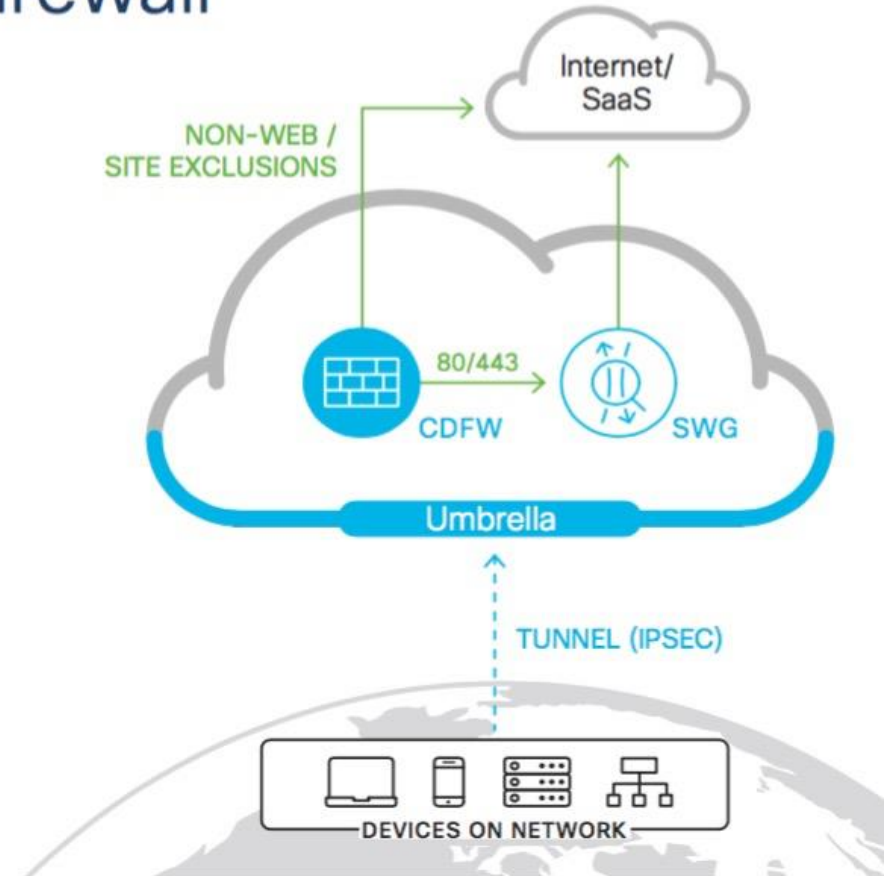 Internet/
SaaS
NON-WEB /
SITE EXCLUSIONS
80/443
CDFW
SWG
Umbrella
TUNNEL (IPSEC)
DEVICES ON NETWORK